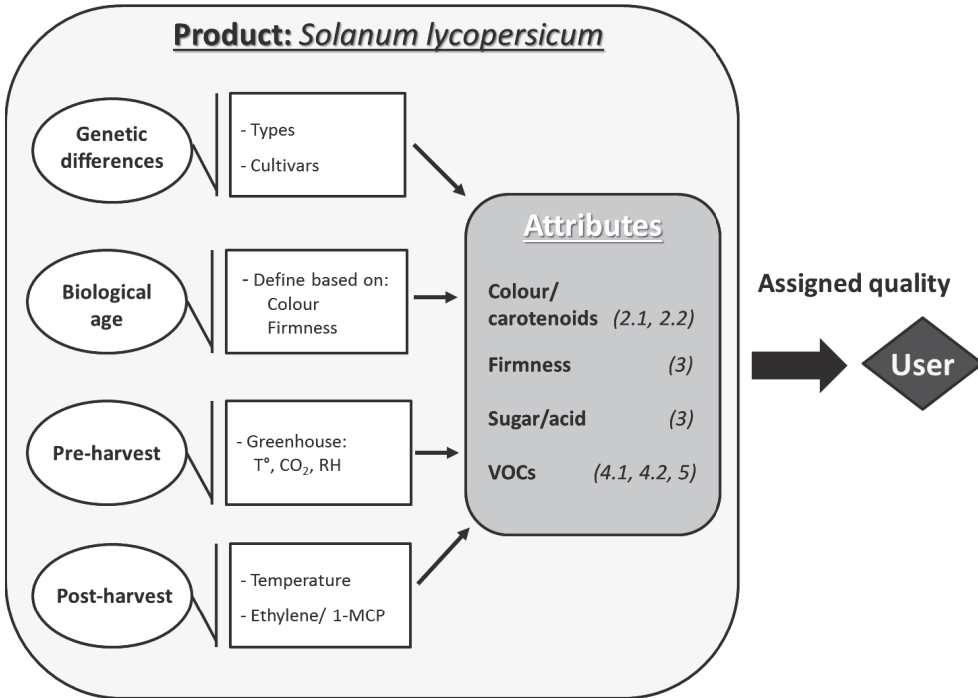 Product: Solanum lycopersicum
Genetic
differences
- Types
- Cultivars
Biological
age
- Define based on:
Colour
Firmness
Pre-harvest
- Greenhouse:
T°, CO₂, RH
Post-harvest
- Temperature
- Ethylene/ 1-MCP
Attributes
Colour/
carotenoids (2.1, 2.2)
Firmness (3)
Sugar/acid (3)
VOCs (4.1, 4.2, 5)
Assigned quality
User